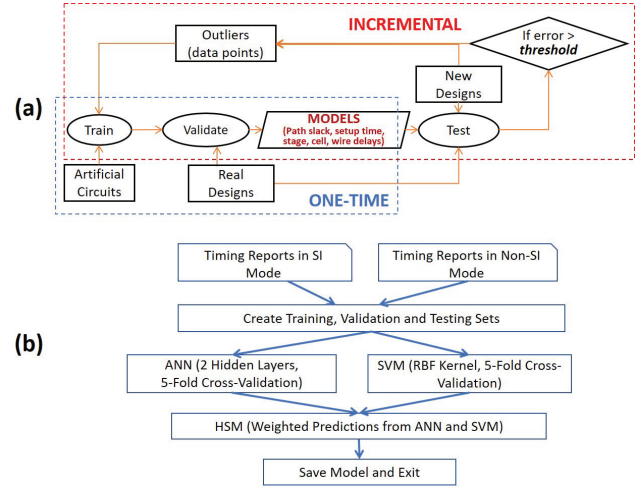 INCREMENTAL
Outliers
(data points)
If error >
threshold
New
Designs
(a)
Train
Validate
MODELS
(Path slack, setup time,
stage, cell, wire delays)
Test
Artificial
Circuits
Real
Designs
ONE-TIME
Timing Reports in SI
Mode
Timing Reports in Non-SI
Mode
Create Training, Validation and Testing Sets
(b)
ANN (2 Hidden Layers,
5-Fold Cross-Validation)
SVM (RBF Kernel, 5-Fold Cross-
Validation)
HSM (Weighted Predictions from ANN and SVM)
Save Model and Exit